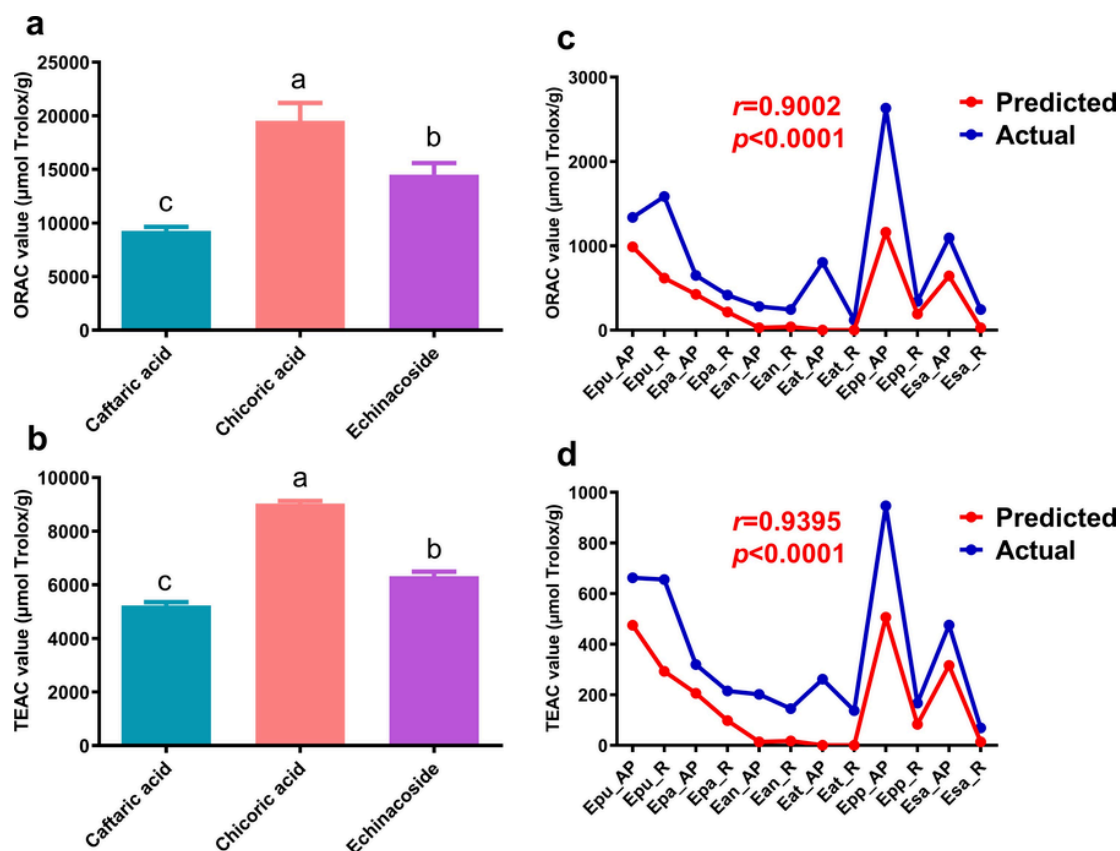 a
ORAC value (µmol Trolox/g)
25000
20000
15000
10000
5000
0
c
a
b
Caftaric acid
Chicoric acid
Echinacoside
c
ORAC value (µmol Trolox/g)
3000
2000
1000
0
r=0.9002
p<0.0001
Predicted
Actual
Epu_AP
Epu_R
Epa_AP
Epa_R
Ean_AP
Ean_R
Eat_AP
Eat_R
Epp_AP
Epp_R
Esa_AP
Esa_R
b
TEAC value (µmol Trolox/g)
10000
8000
6000
4000
2000
0
c
a
b
Caftaric acid
Chicoric acid
Echinacoside
d
TEAC value (µmol Trolox/g)
1000
800
600
400
200
0
r=0.9395
p<0.0001
Predicted
Actual
Epu_AP
Epu_R
Epa_AP
Epa_R
Ean_AP
Ean_R
Eat_AP
Eat_R
Epp_AP
Epp_R
Esa_AP
Esa_R